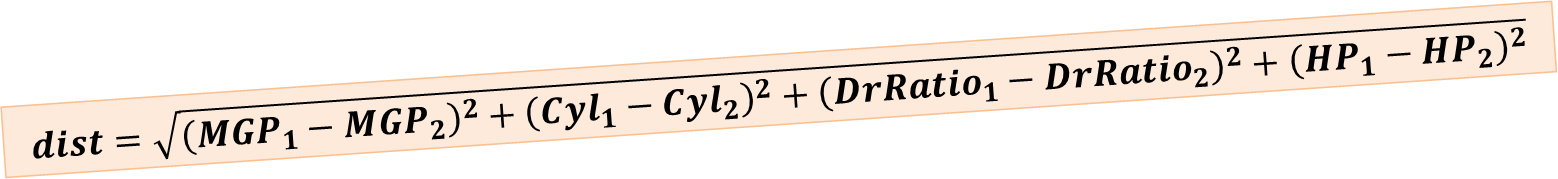 dist = √(MGP₁ − MGP₂)² + (Cyl₁ − Cyl₂)² + (DrRatio₁ − DrRatio₂)² + (HP₁ − HP₂)²